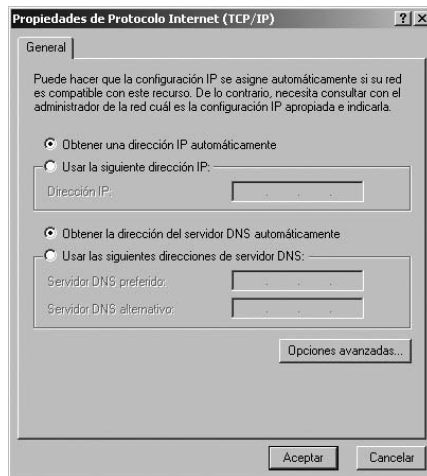 Propiedades de Protocolo Internet (TCP/IP)
General
Puede hacer que la configuración IP se asigne automáticamente si su red
es compatible con este recurso. De lo contrario, necesita consultar con el
administrador de la red cuál es la configuración IP apropiada e indicarla.
Obtener una dirección IP automáticamente
Usar la siguiente dirección IP:
Dirección IP:
Obtener la dirección del servidor DNS automáticamente
Usar las siguientes direcciones de servidor DNS:
Servidor DNS preferido:
Servidor DNS alternativo:
Opciones avanzadas...
Aceptar
Cancelar